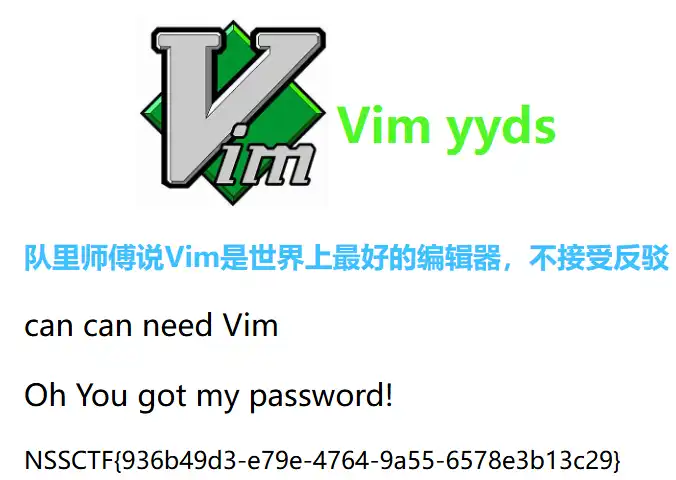 Vim
Vim yyds
队里师傅说Vim是世界上最好的编辑器，不接受反驳
can can need Vim
Oh You got my password!
NSSCTF{936b49d3-e79e-4764-9a55-6578e3b13c29}